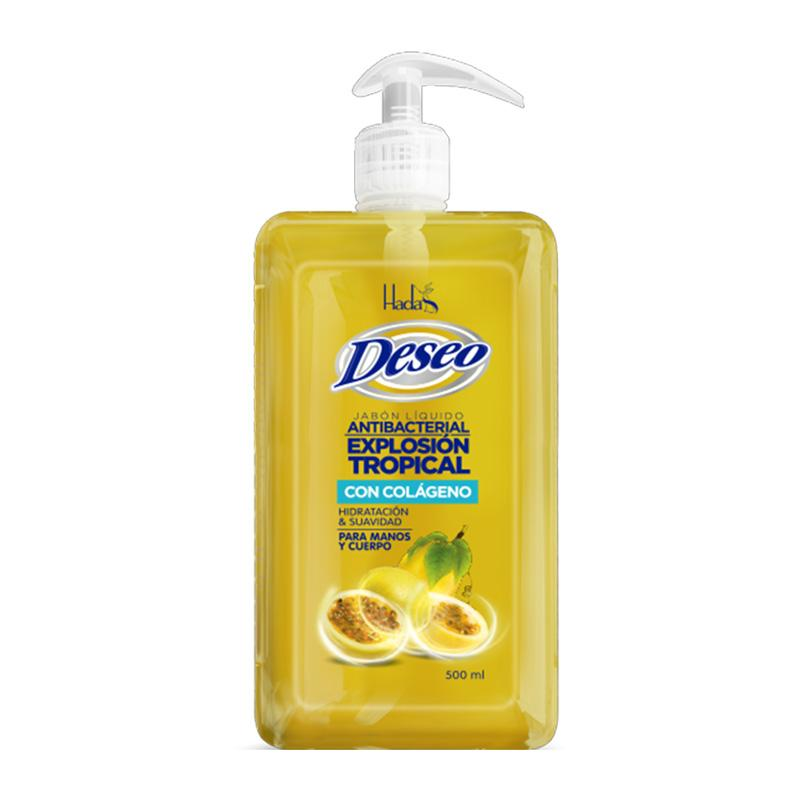 Hadas
Deseo
JABÓN LÍQUIDO
ANTIBACTERIAL
EXPLOSIÓN
TROPICAL
CON COLÁGENO
HIDRATACIÓN
& SUAVIDAD
PARA MANOS
Y CUERPO
500 ml